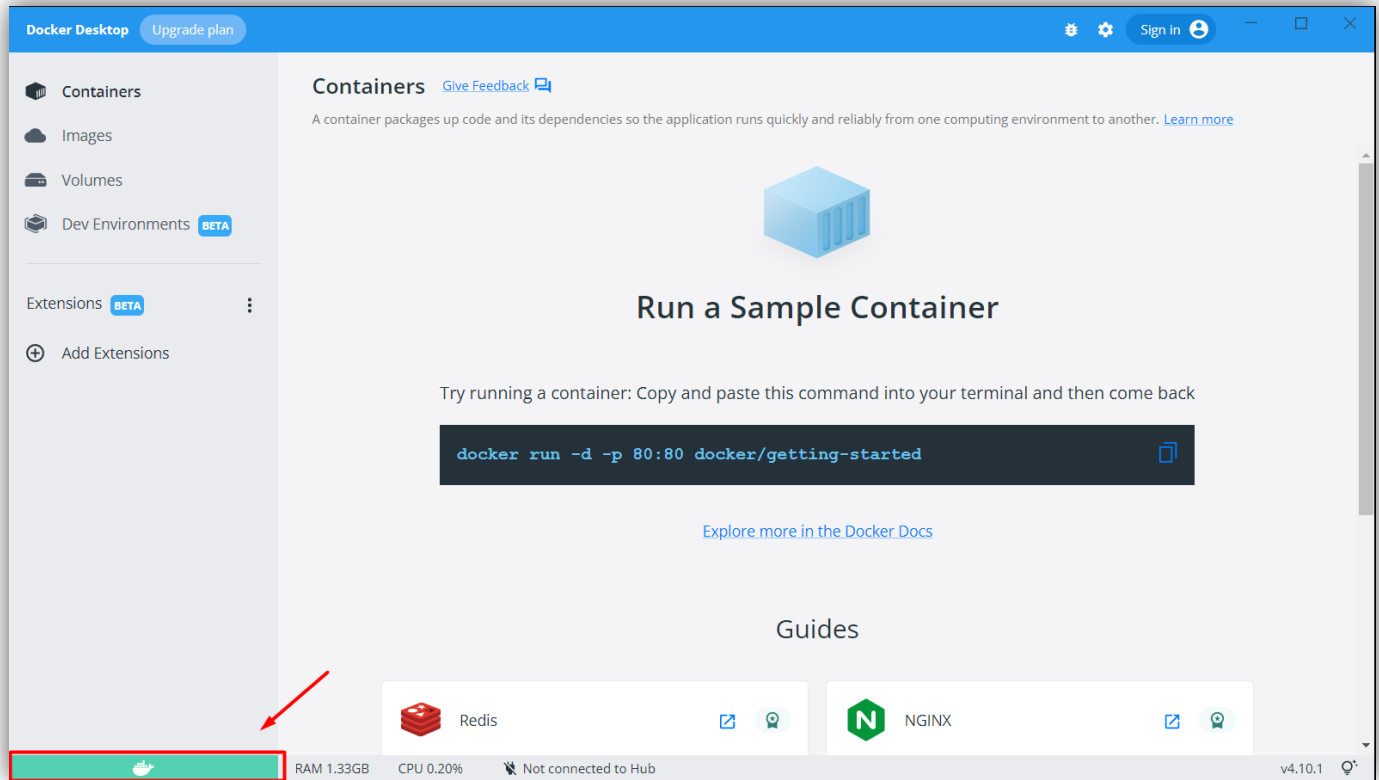 Docker Desktop Upgrade plan Sign in
Containers
Images
Volumes
Dev Environments BETA
Extensions BETA
Add Extensions
Containers Give Feedback
A container packages up code and its dependencies so the application runs quickly and reliably from one computing environment to another. Learn more
Run a Sample Container
Try running a container: Copy and paste this command into your terminal and then come back
docker run -d -p 80:80 docker/getting-started
Explore more in the Docker Docs
Guides
Redis
NGINX
RAM 1.33GB CPU 0.20% Not connected to Hub v4.10.1